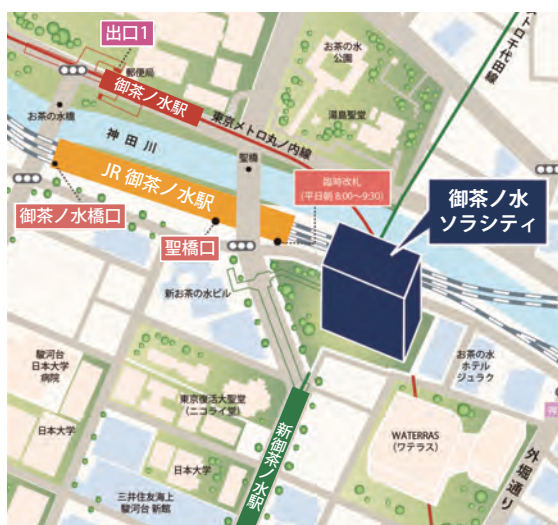 出口1
郵便局
お茶の水
公園
トロ千代田線
御茶ノ水駅
湯島聖堂
お茶の水橋
東京メトロ丸ノ内線
神田川
聖橋
JR 御茶ノ水駅
臨時改札
(平日朝 8:00〜9:30)
御茶ノ水
ソラシティ
御茶ノ水橋口
聖橋口
新お茶の水ビル
駿河台
日本大学
病院
東京復活大聖堂
(ニコライ堂)
お茶の水
ホテル
ジュラク
新御茶ノ水駅
日本大学
日本大学
WATERRAS
(ワテラス)
外堀通り
三井住友海上
駿河台 新館